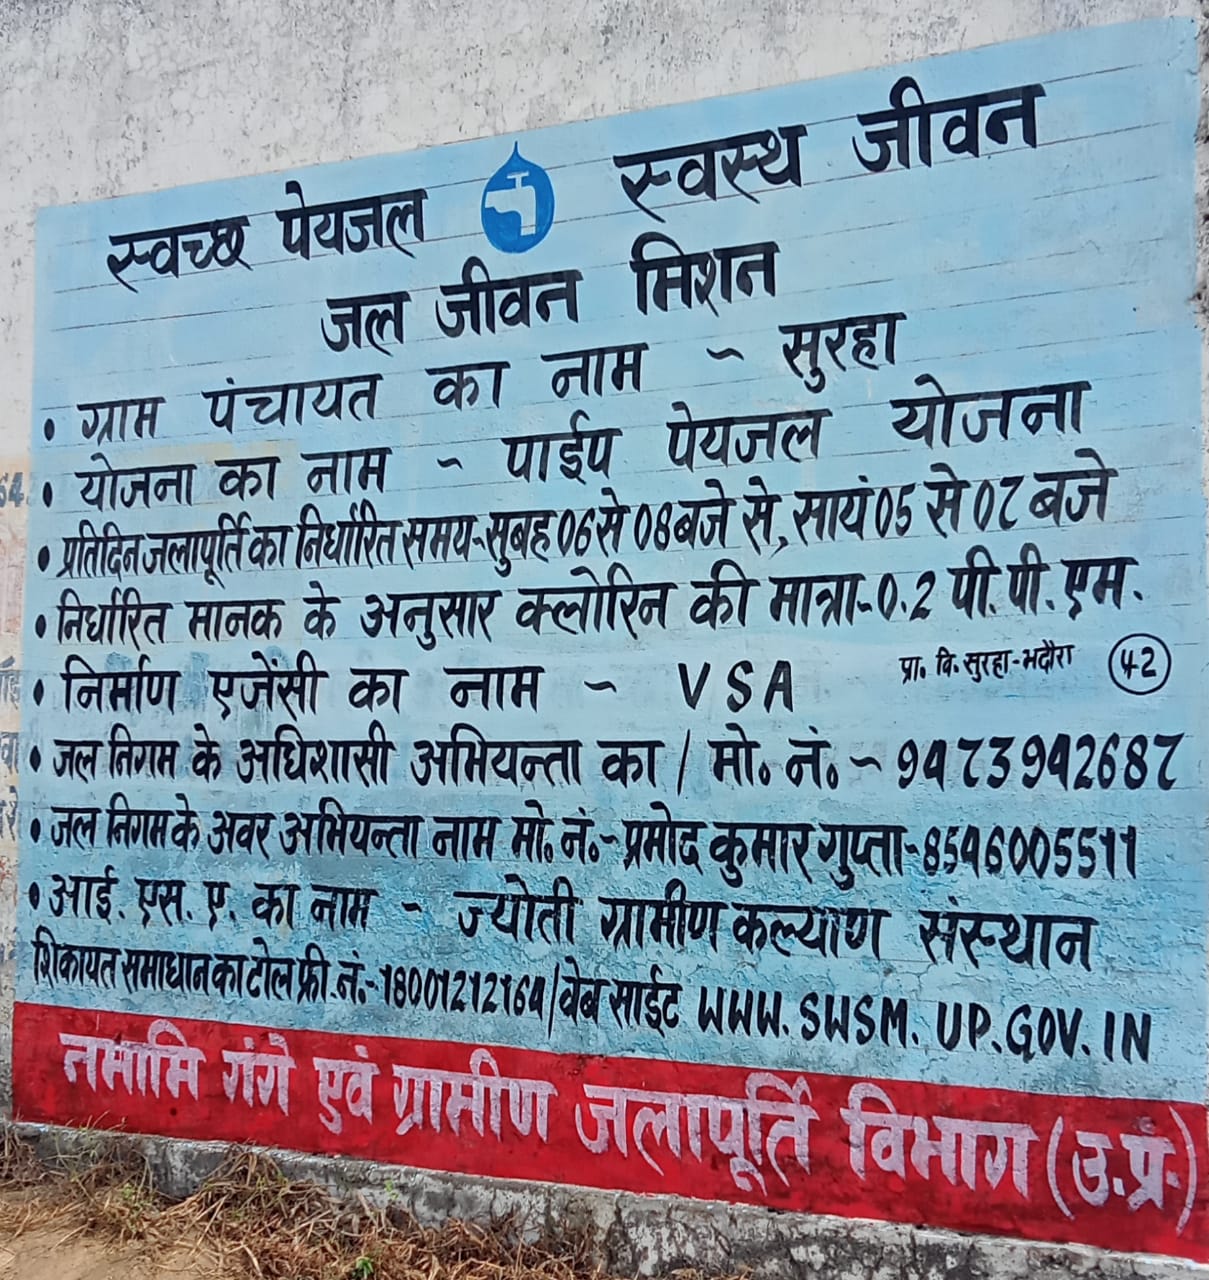 स्वच्छ पेयजल स्वस्थ जीवन
जल जीवन मिशन
• ग्राम पंचायत का नाम - सुरहा
• योजना का नाम - पाईप पेयजल योजना
• प्रतिदिन जलापूर्ति का निर्धारित समय-सुबह 06 से 08 बजे से, सायं 05 से 07 बजे
• निर्धारित मानक के अनुसार क्लोरिन की मात्रा-0.2 पी.पी.एम.
प्रा. वि. सुरहा-भदौरा 42
• निर्माण एजेंसी का नाम - VSA
• जल निगम के अधिशासी अभियन्ता का / मो. नं. - 9473942687
• जल निगम के अवर अभियन्ता नाम मो. नं.- प्रमोद कुमार गुप्ता-8546005511
• आई. एस. ए. का नाम - ज्योती ग्रामीण कल्याण संस्थान
शिकायत समाधान का टोल फ्री. नं.-18001212164/वेब साईट WWW. SWSM. UP.GOV.IN
नमामि गंगे एवं ग्रामीण जलापूर्ति विभाग (उ.प्र.)